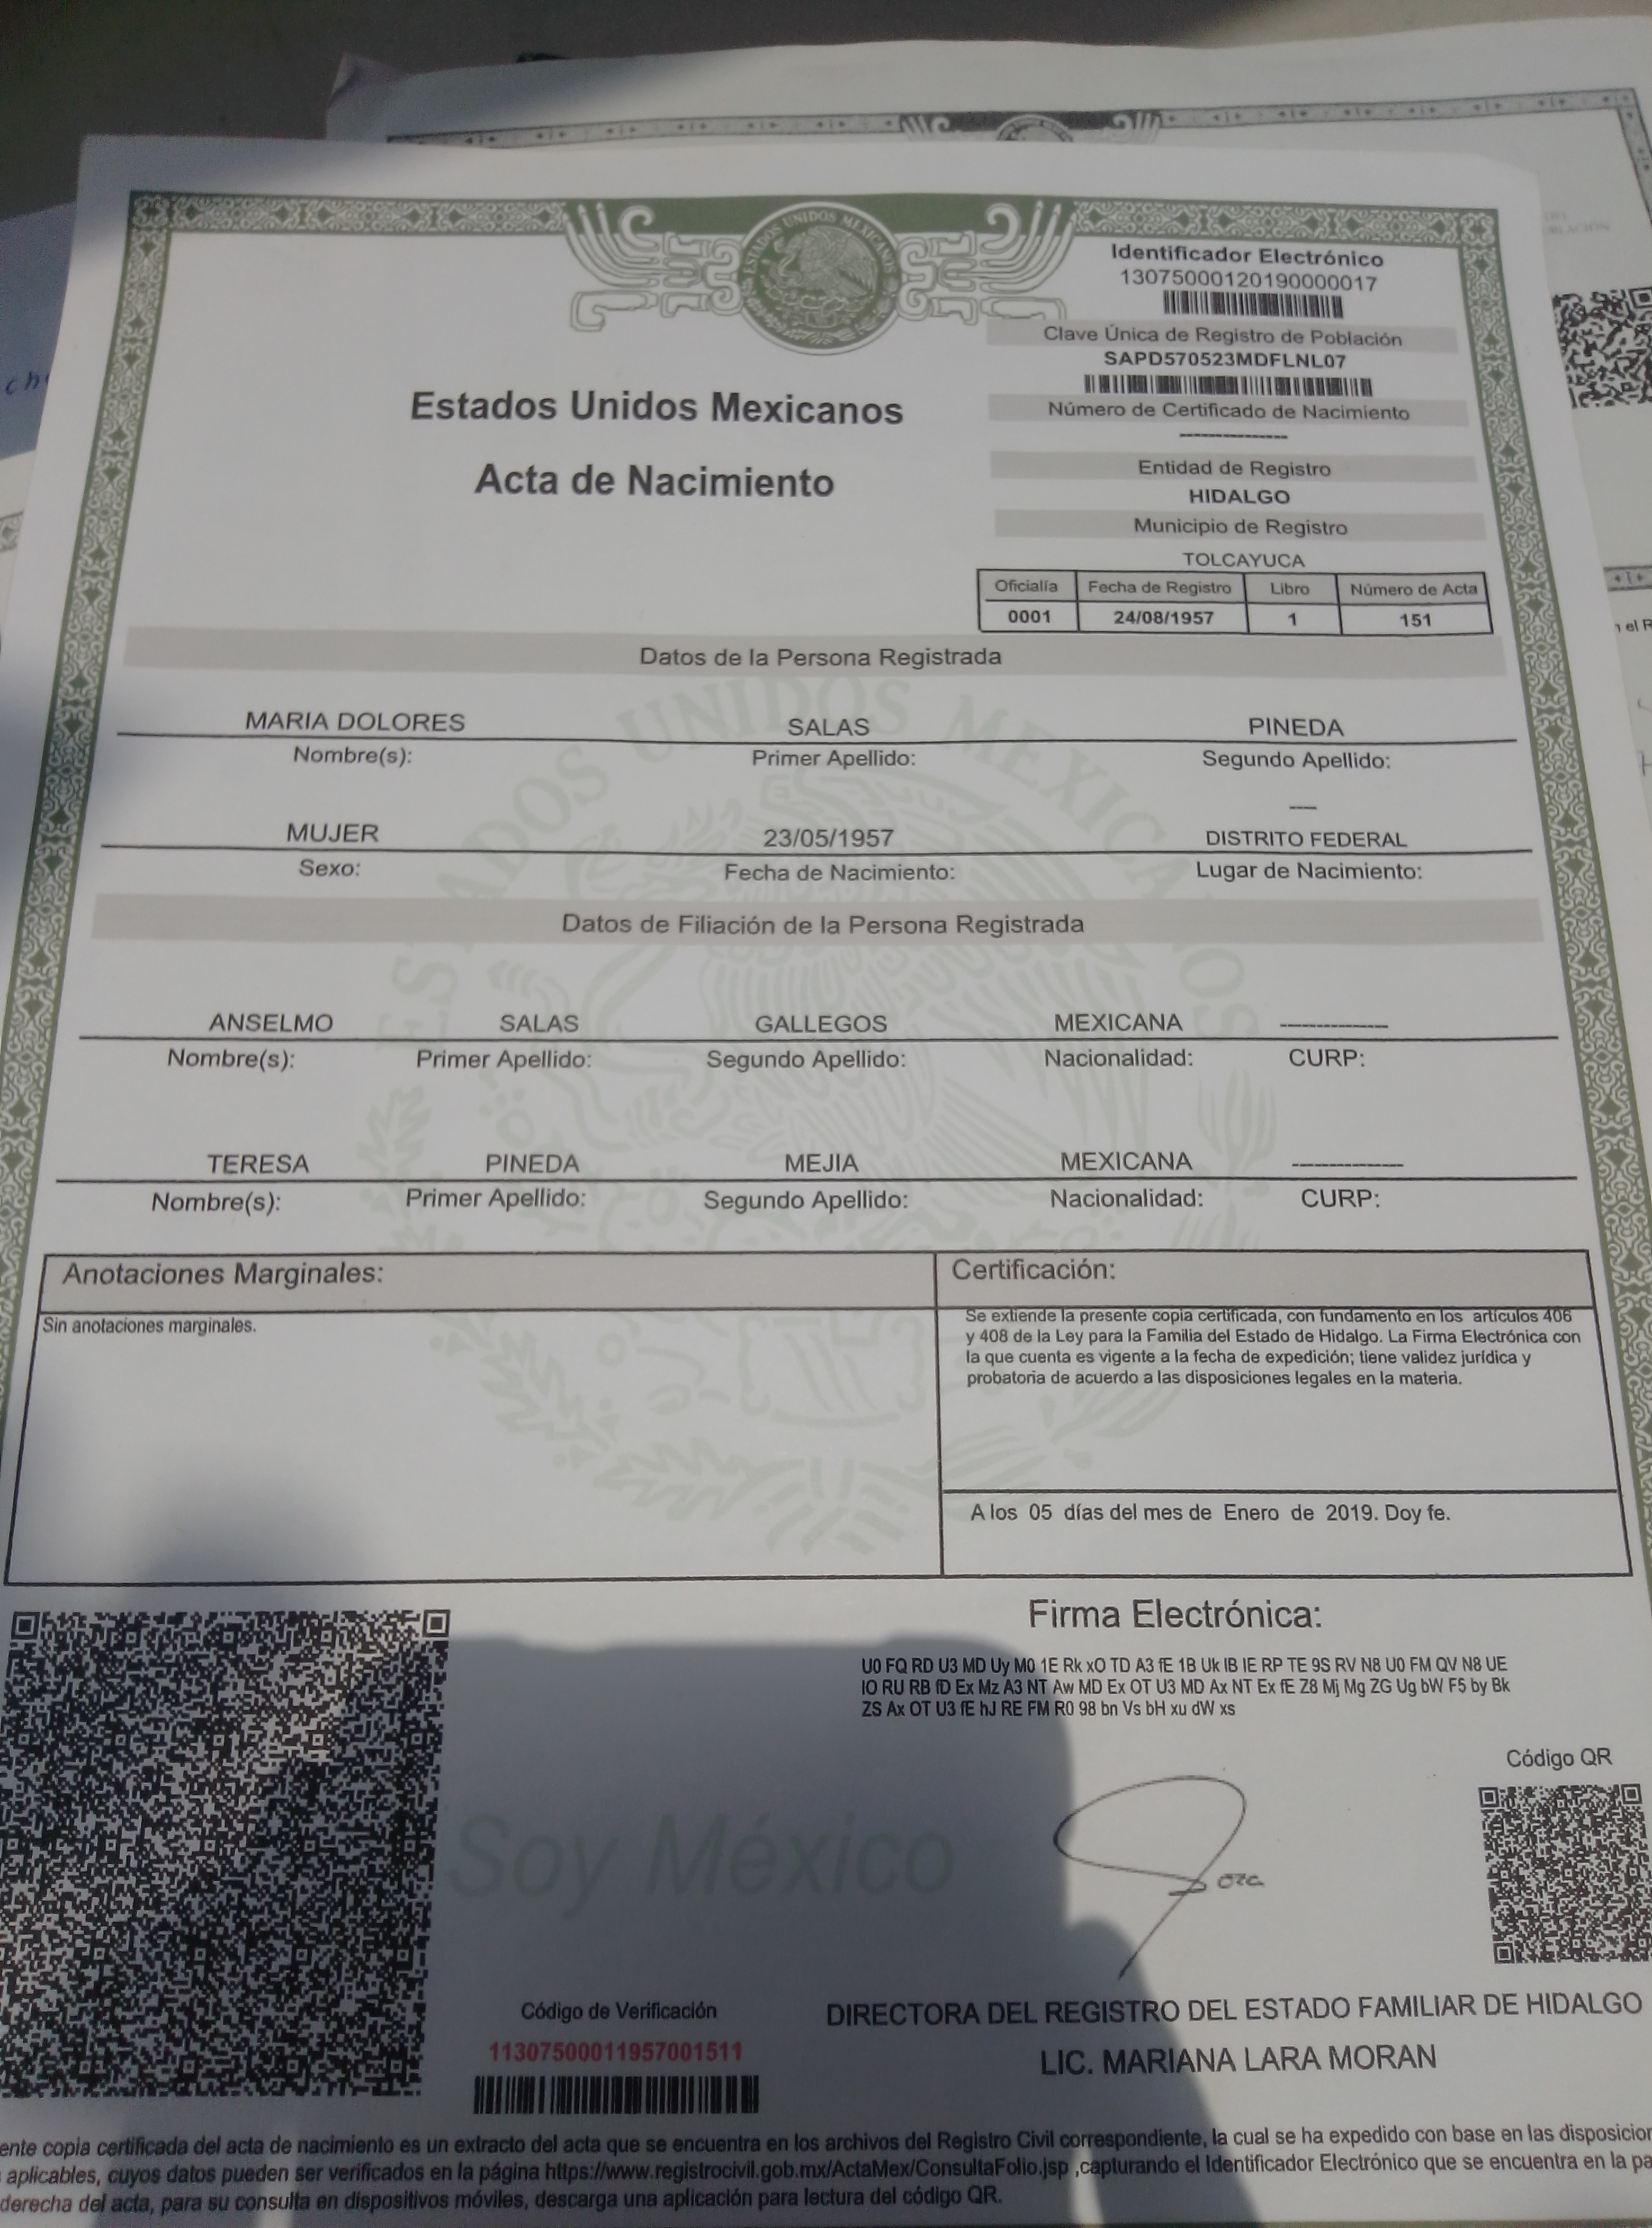 ESTADOS UNIDOS MEXICANOS
Identificador Electrónico
13075000120190000017
Clave Única de Registro de Población
SAPD570523MDFLNL07
Número de Certificado de Nacimiento
---------------
Entidad de Registro
HIDALGO
Municipio de Registro
TOLCAYUCA
Estados Unidos Mexicanos
Acta de Nacimiento
Oficialía Fecha de Registro Libro Número de Acta
0001 24/08/1957 1 151
Datos de la Persona Registrada
MARIA DOLORES SALAS PINEDA
Nombre(s): Primer Apellido: Segundo Apellido:
----
MUJER 23/05/1957 DISTRITO FEDERAL
Sexo: Fecha de Nacimiento: Lugar de Nacimiento:
Datos de Filiación de la Persona Registrada
ANSELMO SALAS GALLEGOS MEXICANA ---------------
Nombre(s): Primer Apellido: Segundo Apellido: Nacionalidad: CURP:
TERESA PINEDA MEJIA MEXICANA ---------------
Nombre(s): Primer Apellido: Segundo Apellido: Nacionalidad: CURP:
Anotaciones Marginales:
Sin anotaciones marginales.
Certificación:
Se extiende la presente copia certificada, con fundamento en los artículos 406
y 408 de la Ley para la Familia del Estado de Hidalgo. La Firma Electrónica con
la que cuenta es vigente a la fecha de expedición; tiene validez jurídica y
probatoria de acuerdo a las disposiciones legales en la materia.
A los 05 días del mes de Enero de 2019. Doy fe.
Firma Electrónica:
U0 FQ RD U3 MD Uy M0 1E Rk xO TD A3 fE 1B Uk lB IE RP TE 9S RV N8 U0 FM QV N8 UE
lO RU RB fD Ex Mz A3 NT Aw MD Ex OT U3 MD Ax NT Ex fE Z8 Mj Mg ZG Ug bW F5 by Bk
ZS Ax OT U3 fE hJ RE FM R0 98 bn Vs bH xu dW xs
Código QR
Soy México
Código de Verificación
11307500011957001511
DIRECTORA DEL REGISTRO DEL ESTADO FAMILIAR DE HIDALGO
LIC. MARIANA LARA MORAN
ente copia certificada del acta de nacimiento es un extracto del acta que se encuentra en los archivos del Registro Civil correspondiente, la cual se ha expedido con base en las disposicion
aplicables, cuyos datos pueden ser verificados en la página https://www.registrocivil.gob.mx/ActaMex/ConsultaFolio.jsp ,capturando el Identificador Electrónico que se encuentra en la pa
derecha del acta, para su consulta en dispositivos móviles, descarga una aplicación para lectura del código QR.